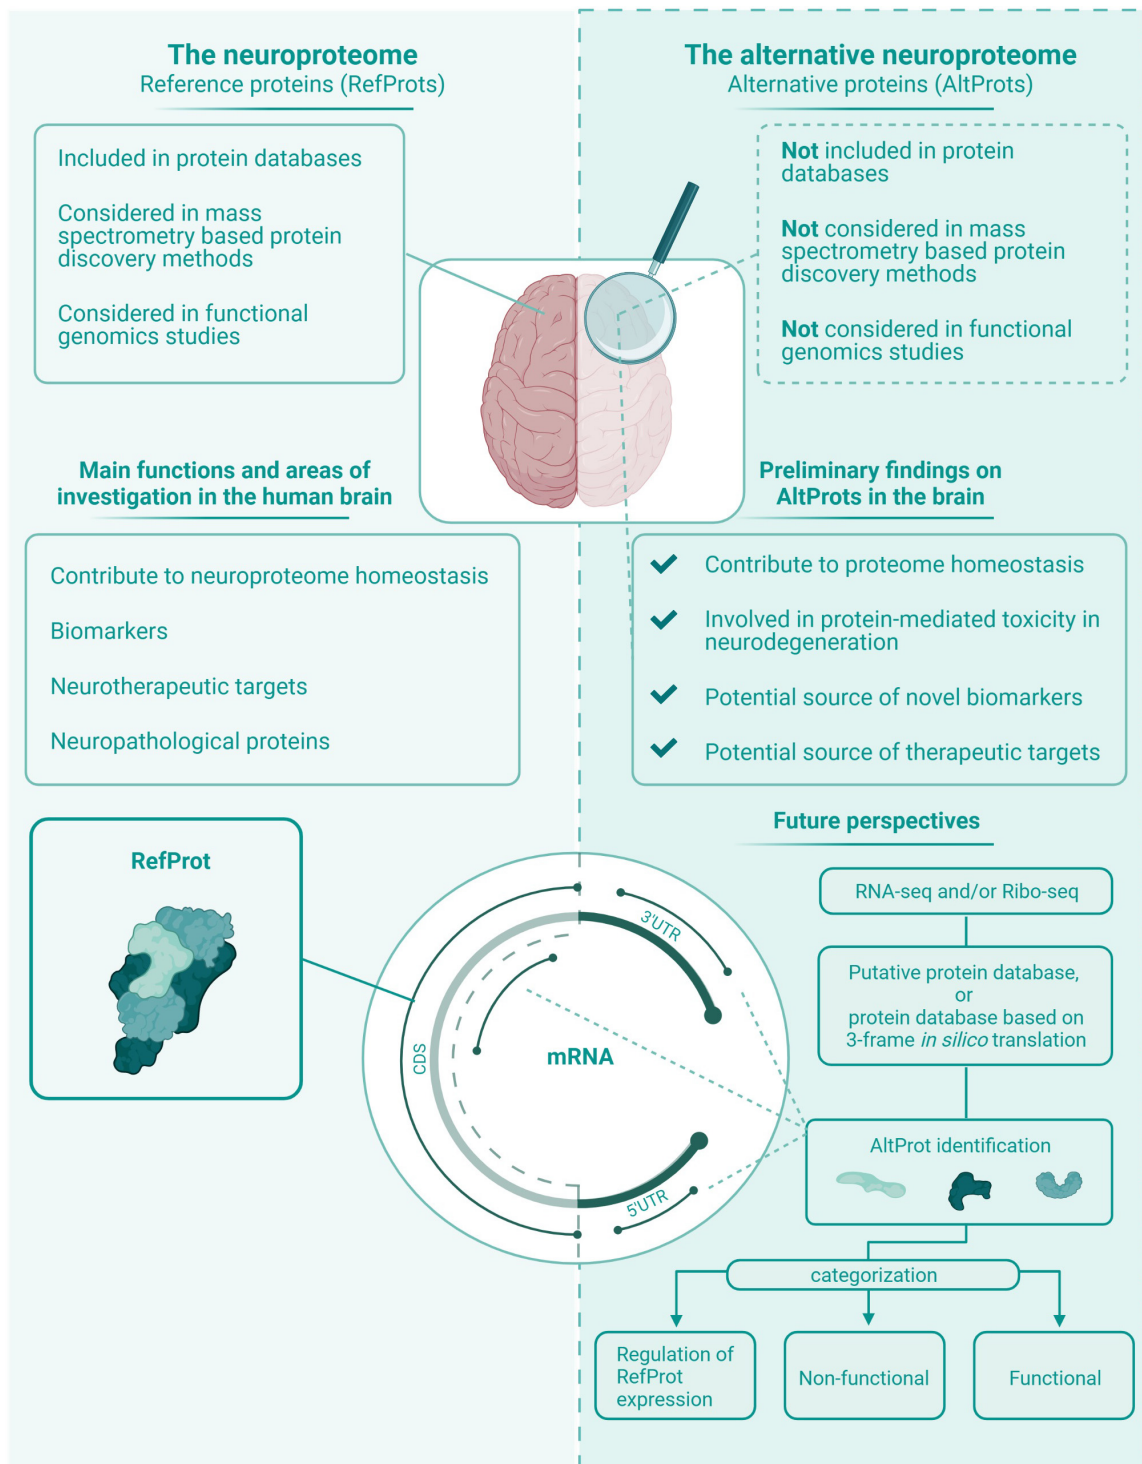 The neuroproteome
Reference proteins (RefProts)
Included in protein databases
Considered in mass
spectrometry based protein
discovery methods
Considered in functional
genomics studies
The alternative neuroproteome
Alternative proteins (AltProts)
Not included in protein
databases
Not considered in mass
spectrometry based protein
discovery methods
Not considered in functional
genomics studies
Main functions and areas of
investigation in the human brain
Contribute to neuroproteome homeostasis
Biomarkers
Neurotherapeutic targets
Neuropathological proteins
Preliminary findings on
AltProts in the brain
Contribute to proteome homeostasis
Involved in protein-mediated toxicity in
neurodegeneration
Potential source of novel biomarkers
Potential source of therapeutic targets
RefProt
CDS
3'UTR
mRNA
5'UTR
Future perspectives
RNA-seq and/or Ribo-seq
Putative protein database,
or
protein database based on
3-frame in silico translation
AltProt identification
categorization
Regulation of
RefProt
expression
Non-functional
Functional